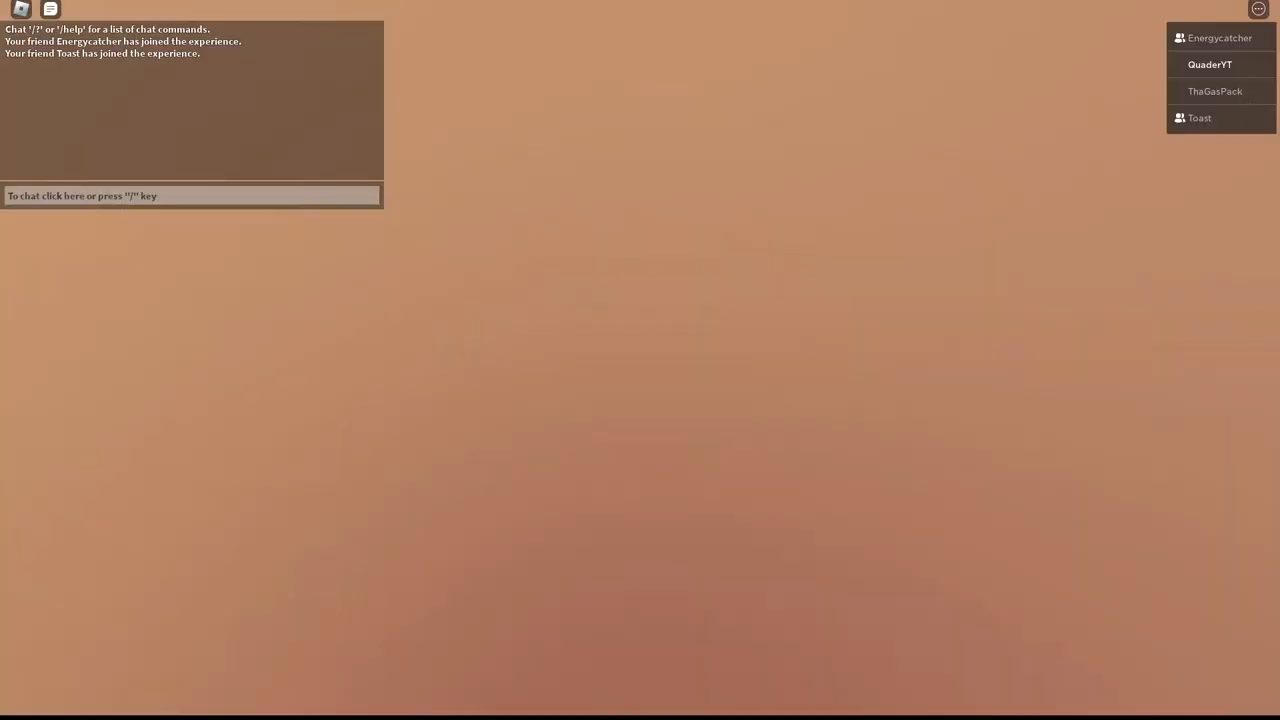 Chat '/?' or '/help' for a list of chat commands.
Your friend Energycatcher has joined the experience.
Your friend Toast has joined the experience.
To chat click here or press "/" key
Energycatcher
QuaderYT
ThaGasPack
Toast